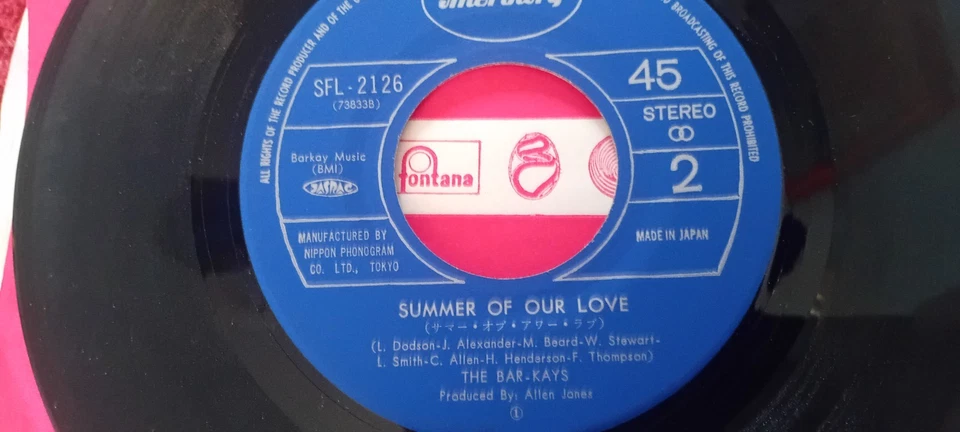 Mercury
ALL RIGHTS OF THE RECORD PRODUCER AND OF THE
BROADCASTING OF THIS RECORD PROHIBITED
SFL-2126
(73833B)
Barkay Music
(BMI)
JASRAC
MANUFACTURED BY
NIPPON PHONOGRAM
CO. LTD., TOKYO
fontana
45
STEREO
2
MADE IN JAPAN
SUMMER OF OUR LOVE
(サマー・オブ・アワー・ラブ)
(L. Dodson-J. Alexander-M. Beard-W. Stewart-
L. Smith-C. Allen-H. Henderson-F. Thompson)
THE BAR-KAYS
Produced By: Allen Jones
①